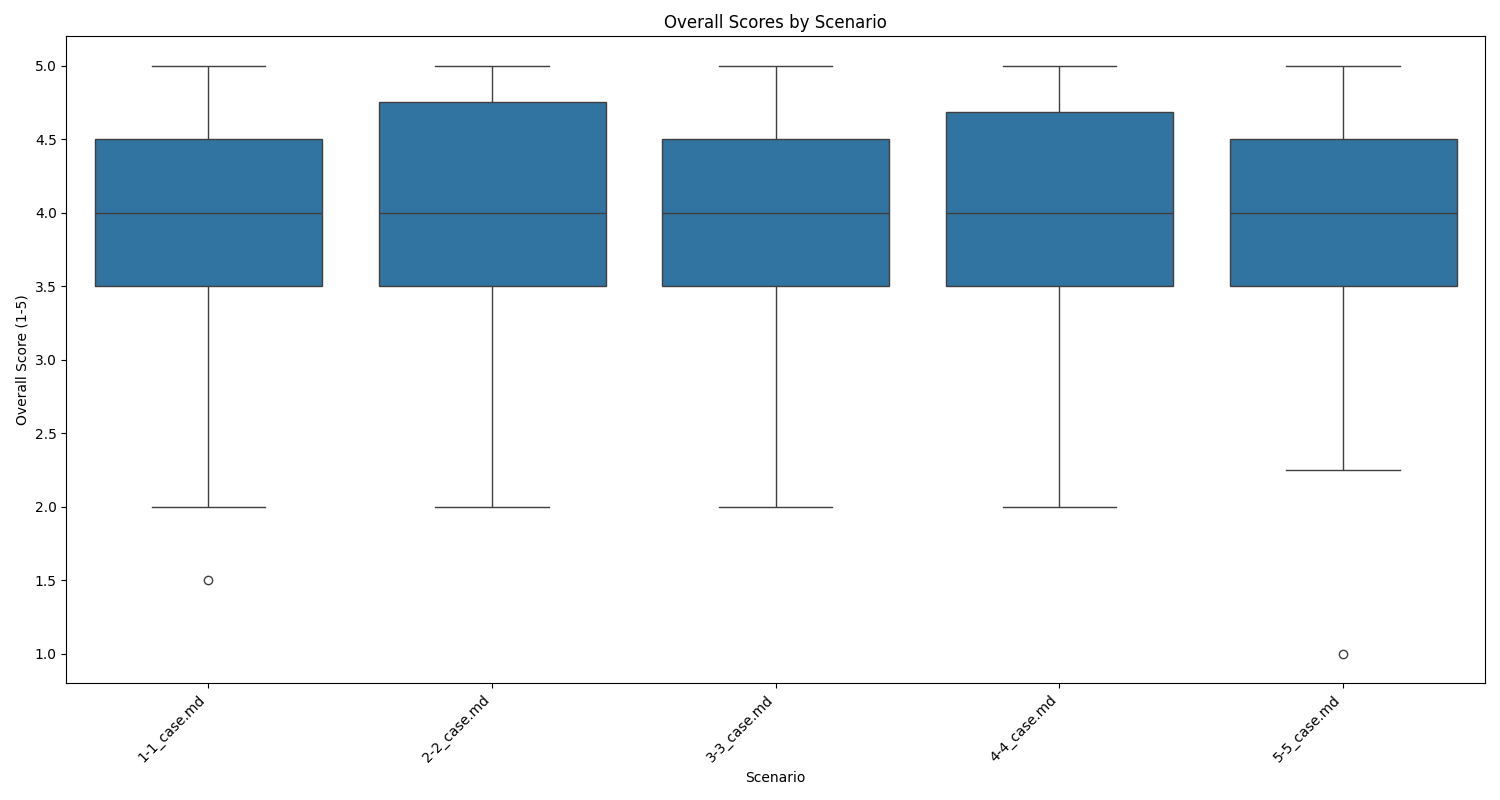 Overall Scores by Scenario
Overall Score (1-5)
5.0
4.5
4.0
3.5
3.0
2.5
2.0
1.5
1.0
1-1_case.md
2-2_case.md
3-3_case.md
4-4_case.md
5-5_case.md
Scenario